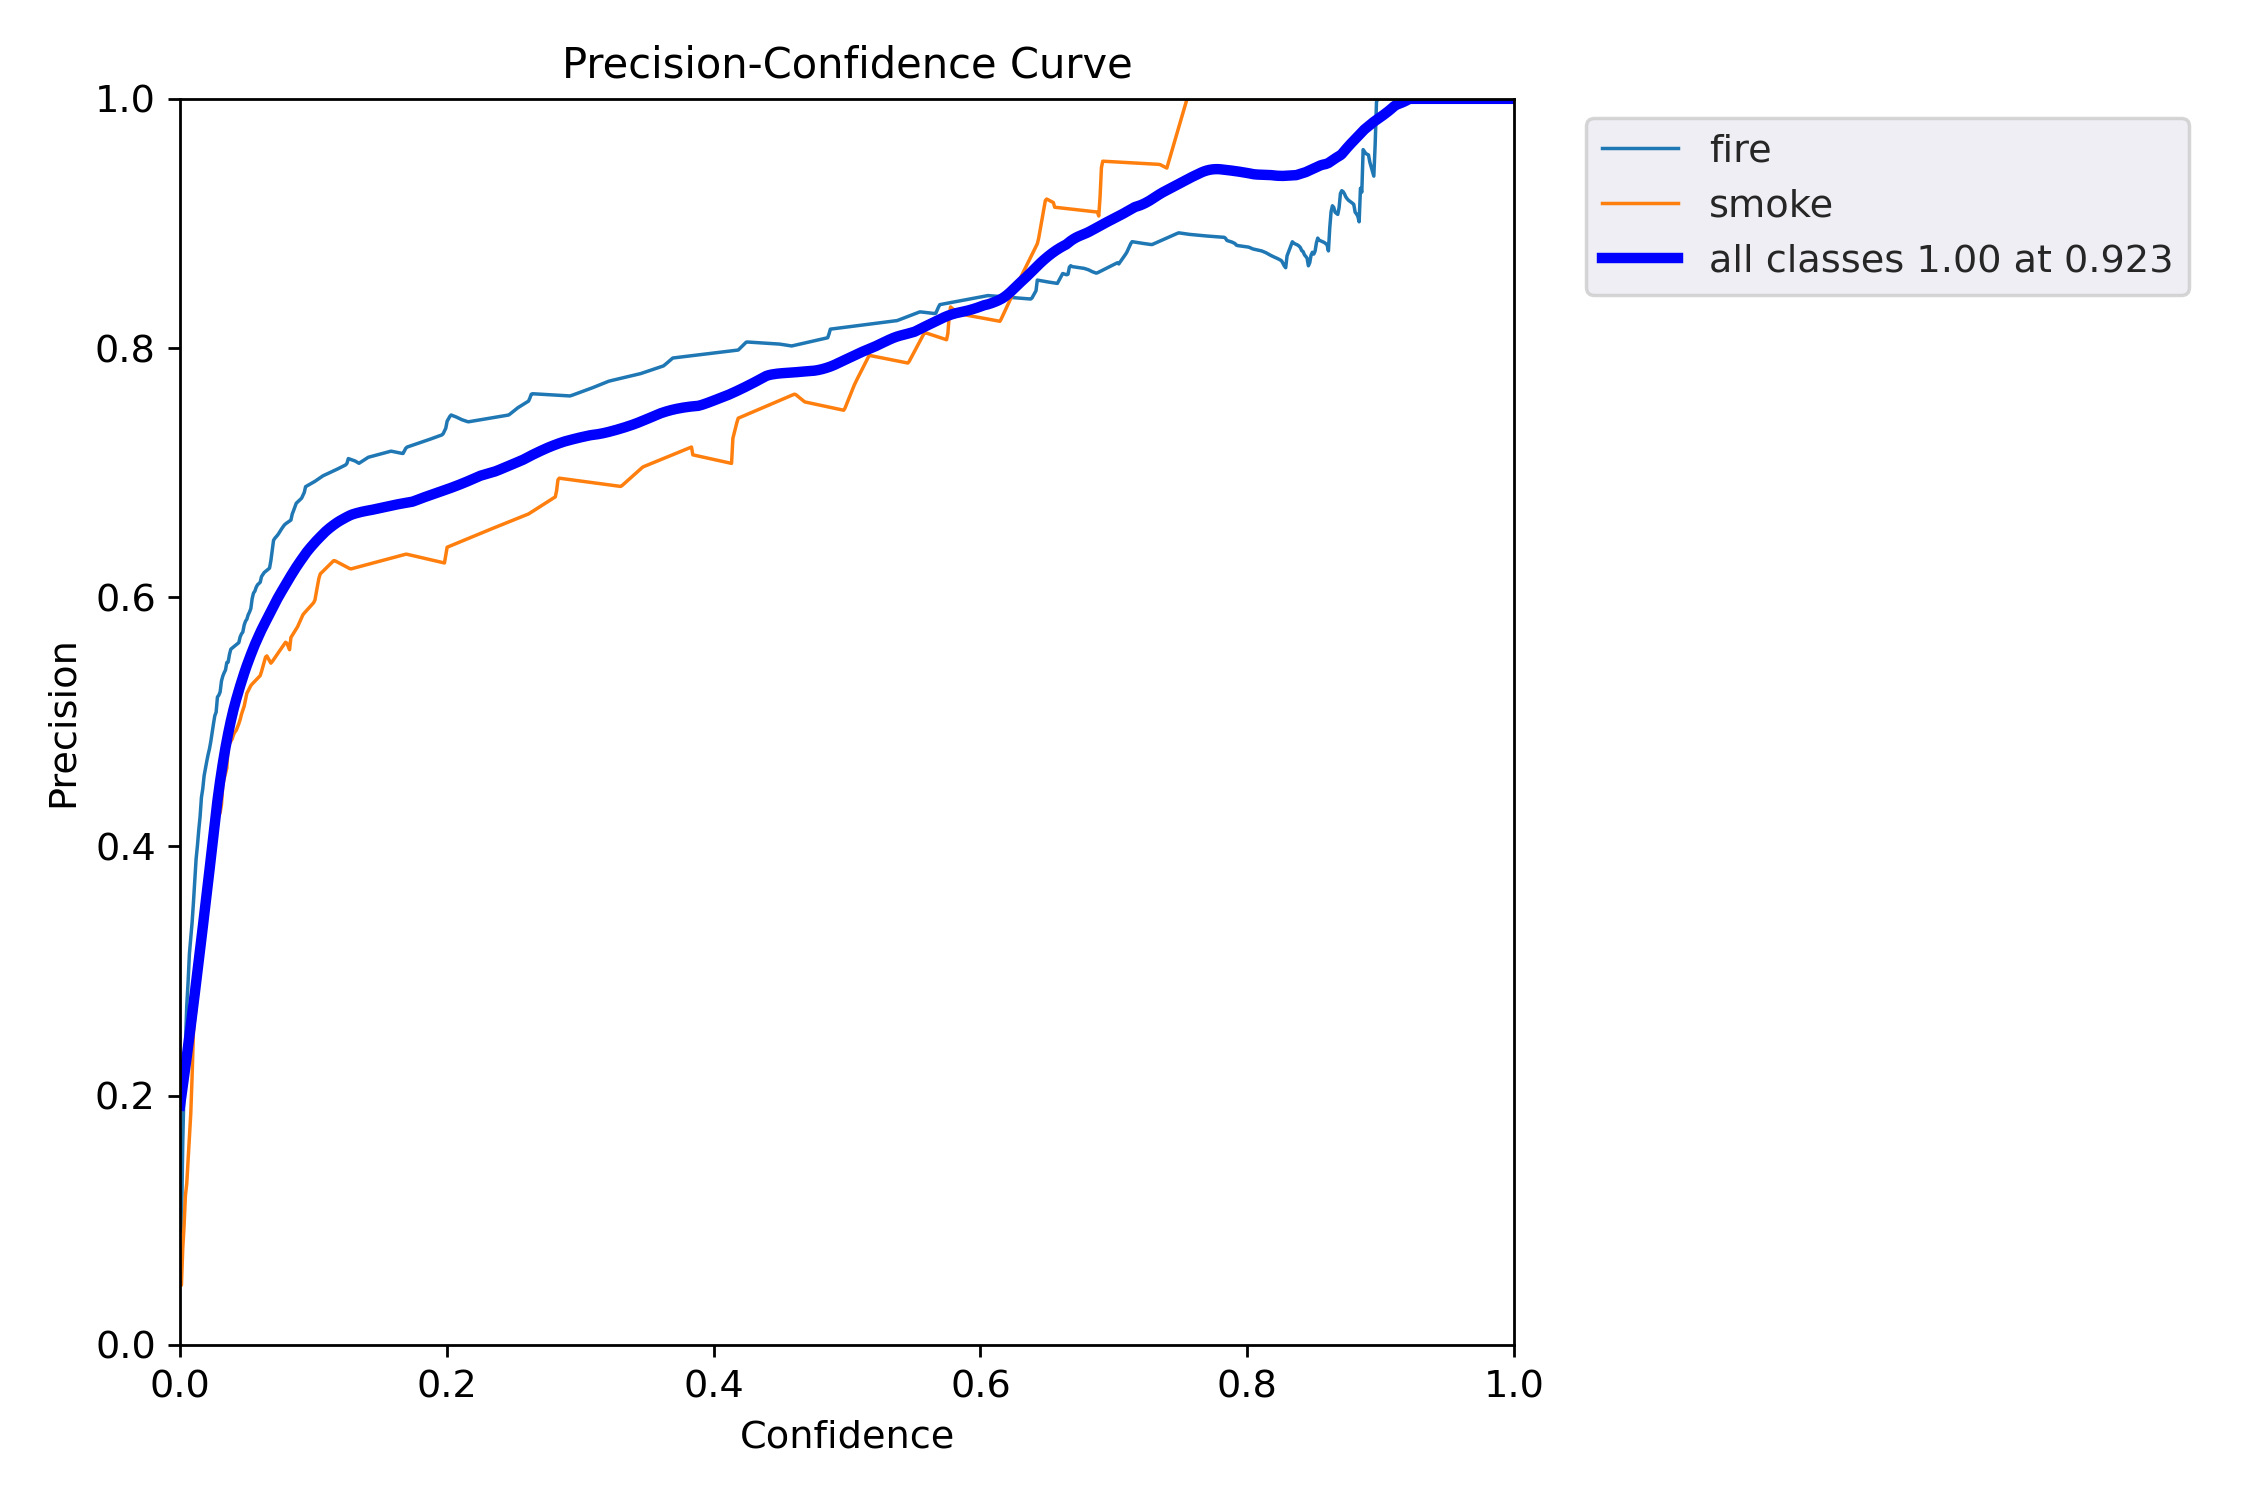 Precision-Confidence Curve
1.0
0.8
0.6
0.4
0.2
0.0
Precision
0.0 0.2 0.4 0.6 0.8 1.0
Confidence
fire
smoke
all classes 1.00 at 0.923